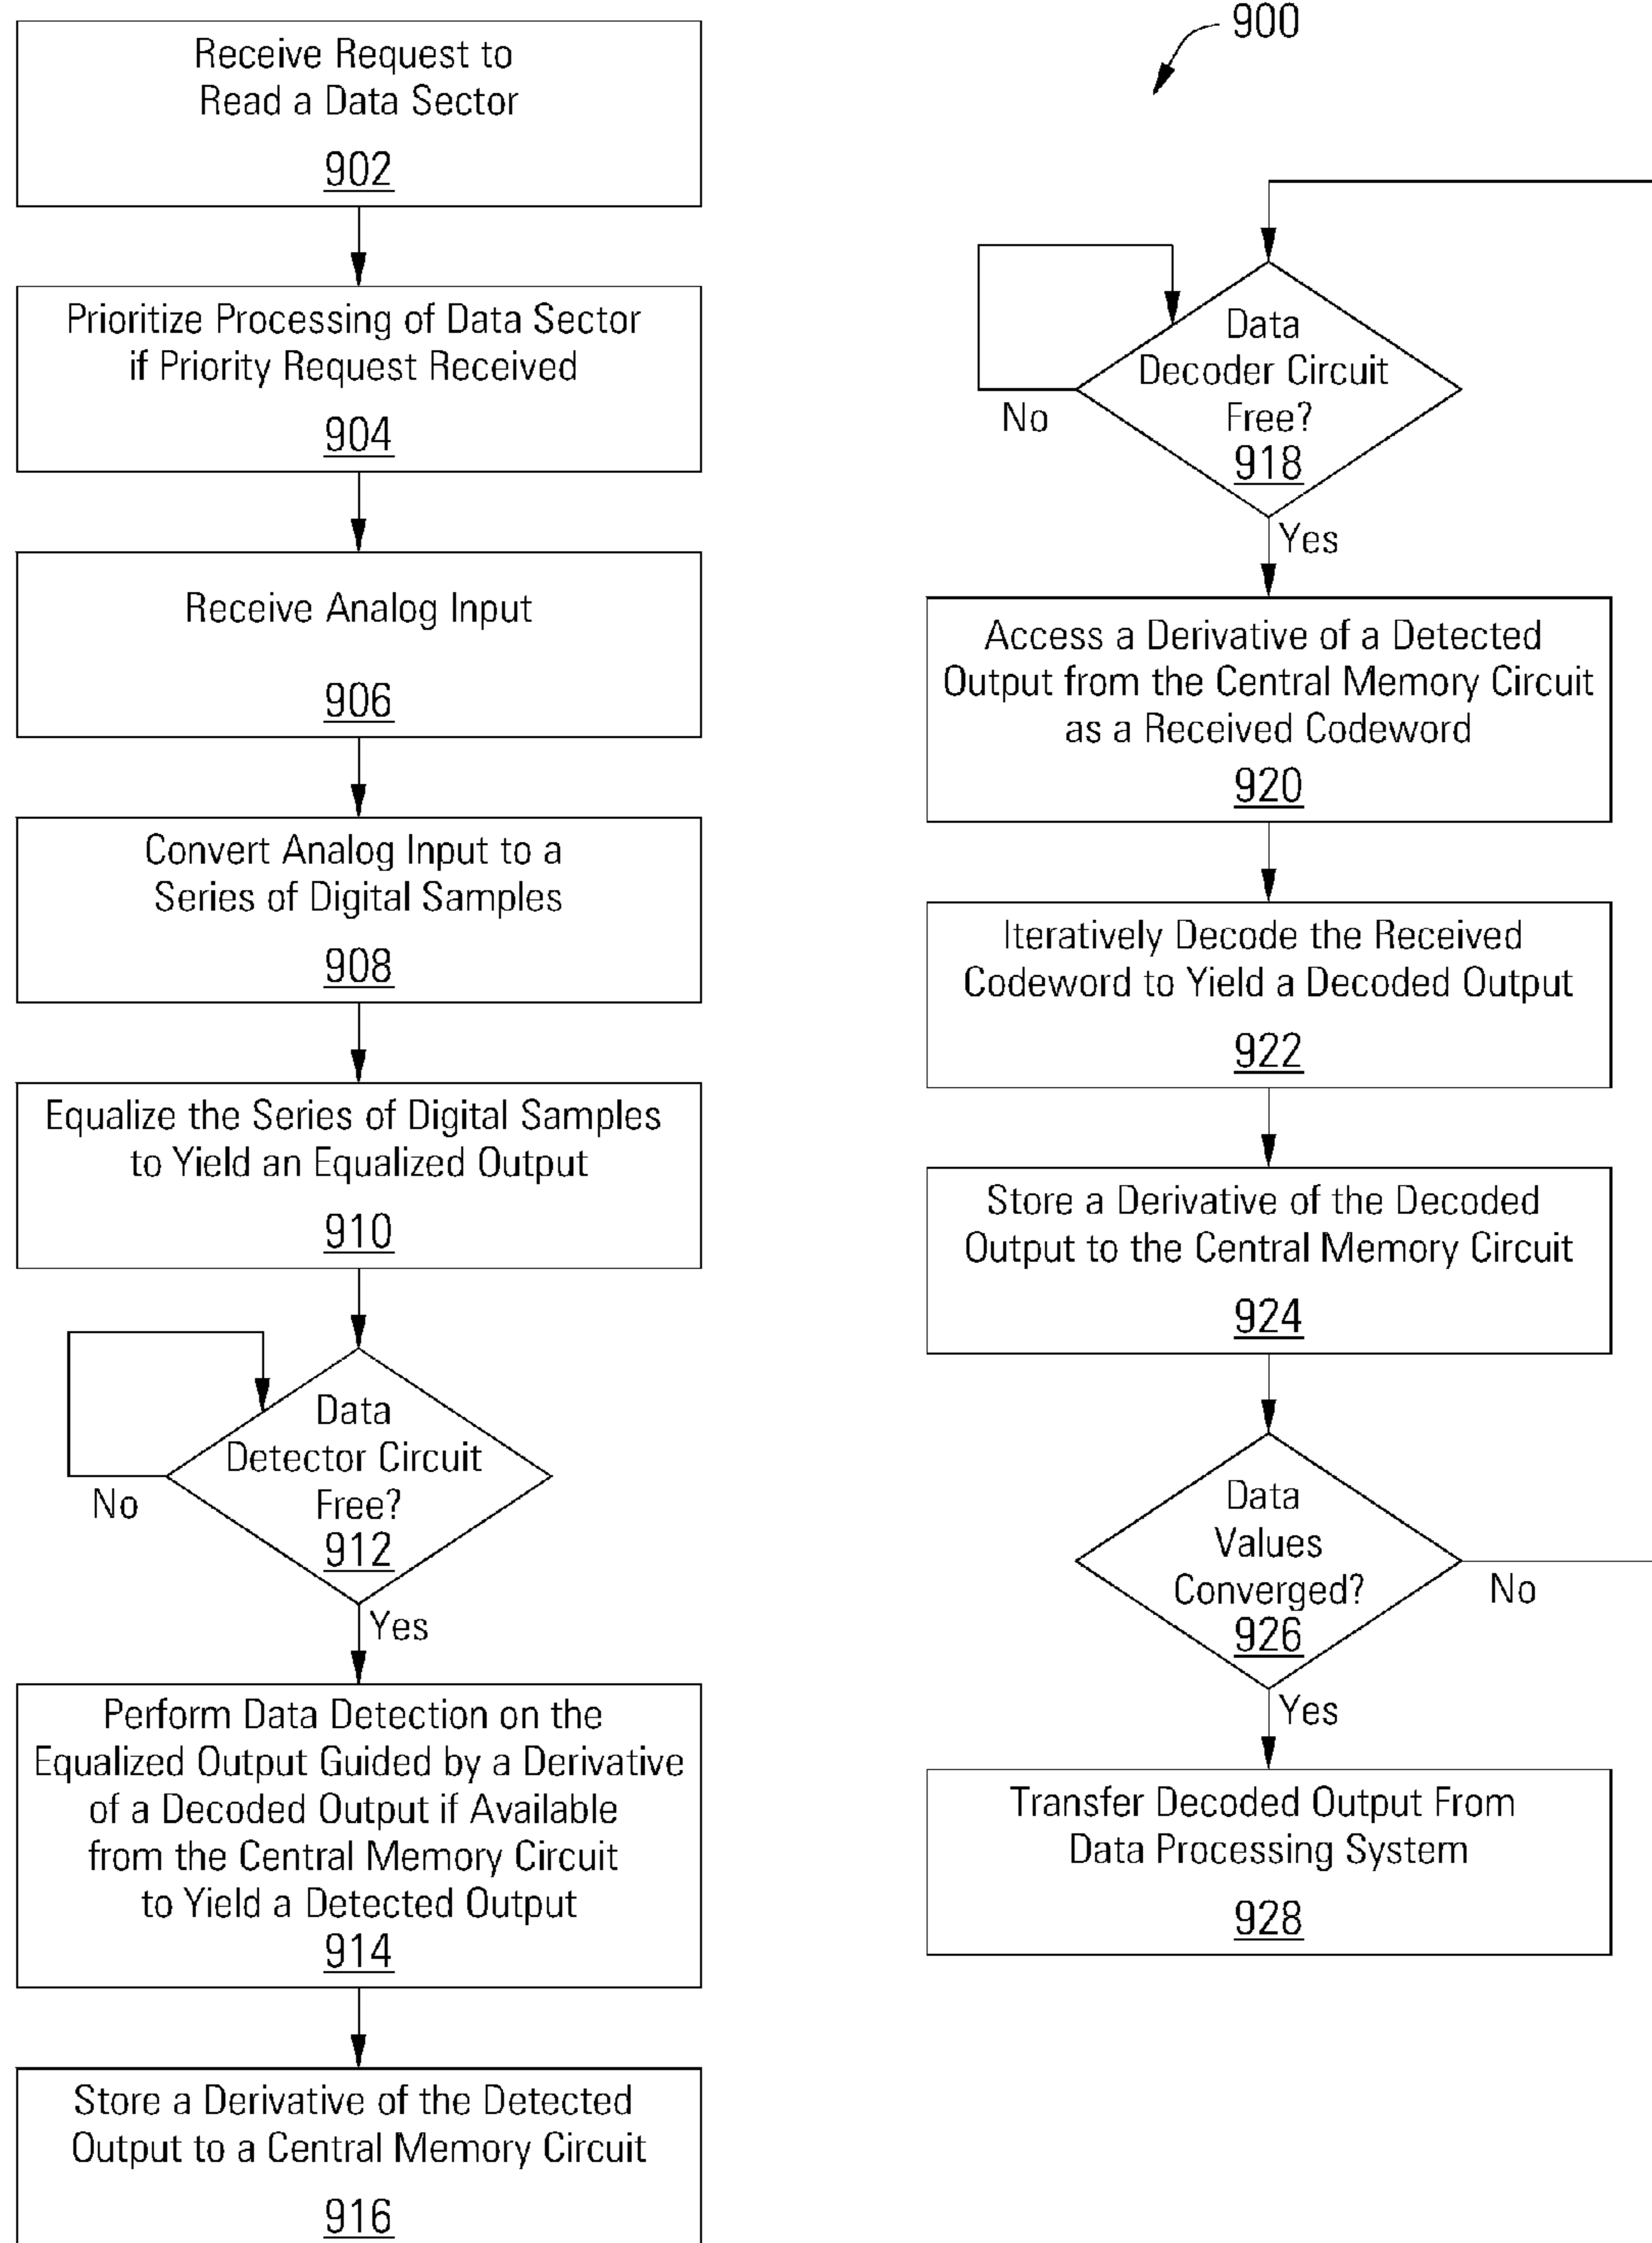 Receive Request to
Read a Data Sector
902
Prioritize Processing of Data Sector
if Priority Request Received
904
Receive Analog Input
906
Convert Analog Input to a
Series of Digital Samples
908
Equalize the Series of Digital Samples
to Yield an Equalized Output
910
Data
Detector Circuit
Free?
912
No
Yes
Perform Data Detection on the
Equalized Output Guided by a Derivative
of a Decoded Output if Available
from the Central Memory Circuit
to Yield a Detected Output
914
Store a Derivative of the Detected
Output to a Central Memory Circuit
916
900
Data
Decoder Circuit
Free?
918
No
Yes
Access a Derivative of a Detected
Output from the Central Memory Circuit
as a Received Codeword
920
Iteratively Decode the Received
Codeword to Yield a Decoded Output
922
Store a Derivative of the Decoded
Output to the Central Memory Circuit
924
Data
Values
Converged?
926
No
Yes
Transfer Decoded Output From
Data Processing System
928